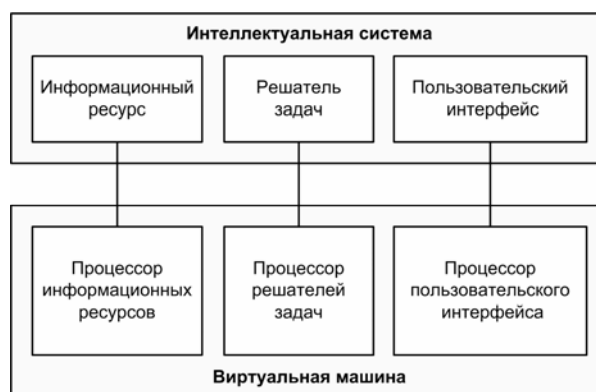 Интеллектуальная система
Информационный
ресурс
Решатель
задач
Пользовательский
интерфейс
Процессор
информационных
ресурсов
Процессор
решателей
задач
Процессор
пользовательского
интерфейса
Виртуальная машина